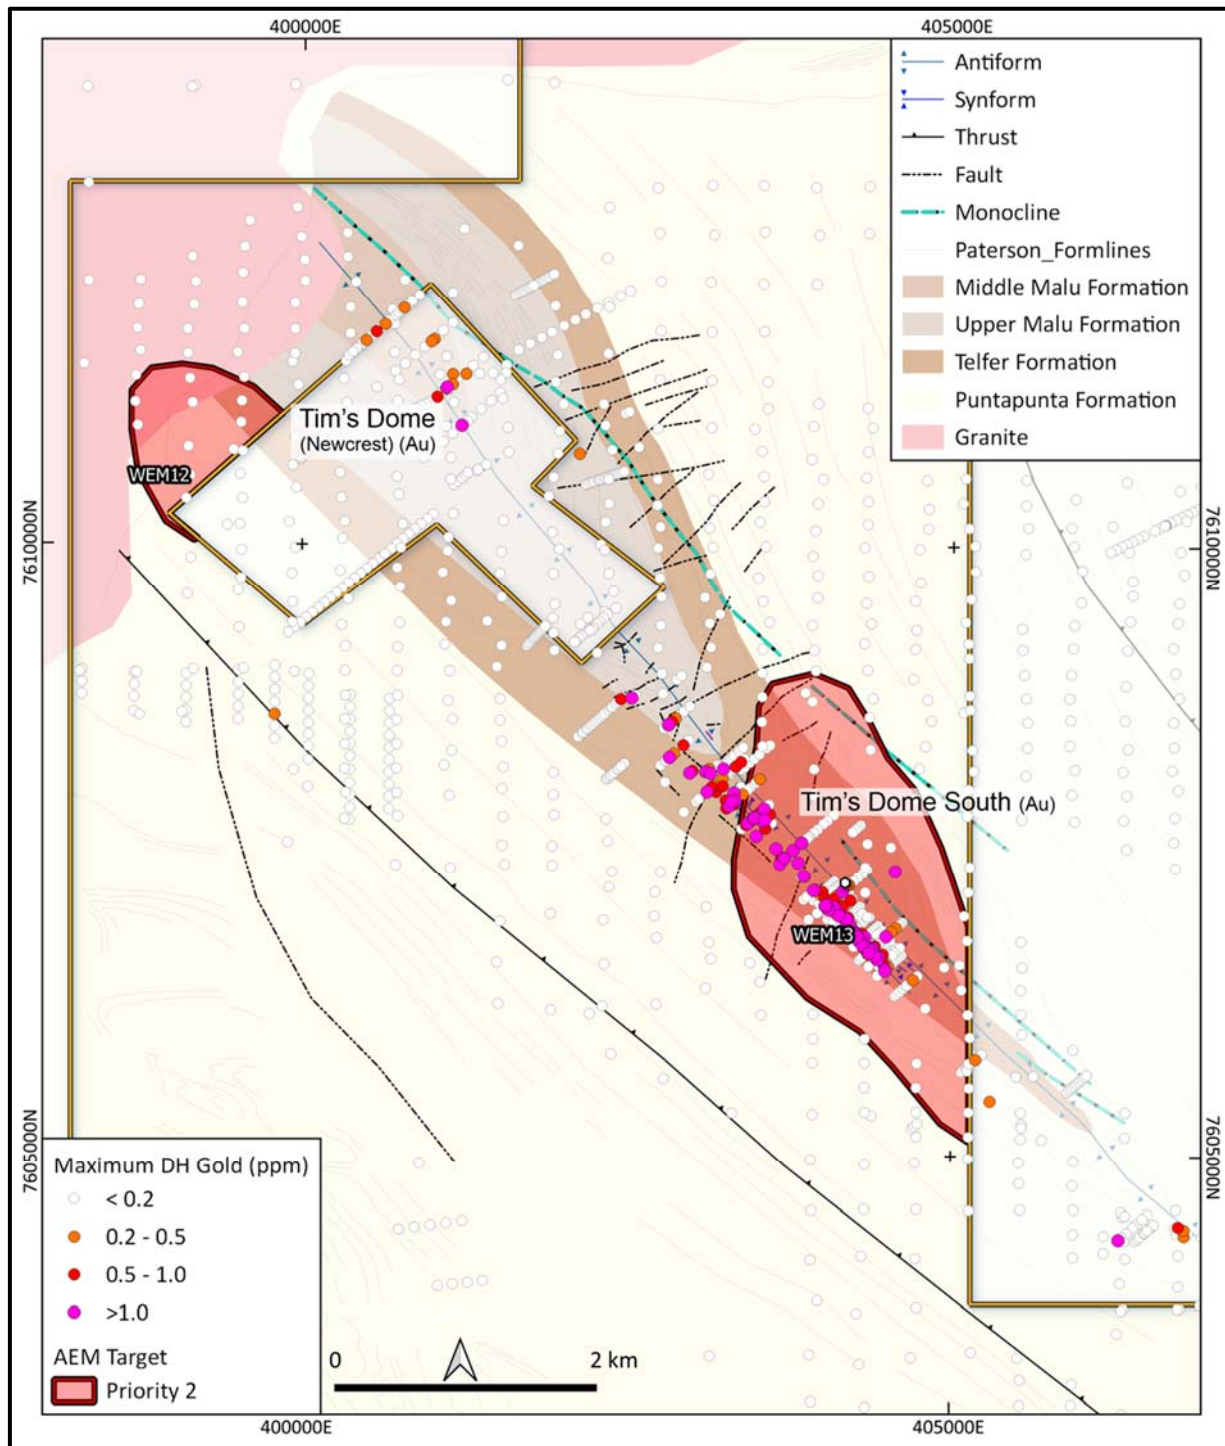 400000E
405000E
Antiform
Synform
Thrust
Fault
Monocline
Paterson_Formlines
Middle Malu Formation
Upper Malu Formation
Telfer Formation
Puntapunta Formation
Granite
Tim's Dome
(Newcrest) (Au)
WEM12
7610000N
7610000N
Tim's Dome South (Au)
WEM13
7605000N
7605000N
Maximum DH Gold (ppm)
< 0.2
0.2 - 0.5
0.5 - 1.0
>1.0
AEM Target
Priority 2
0 2 km
400000E
405000E